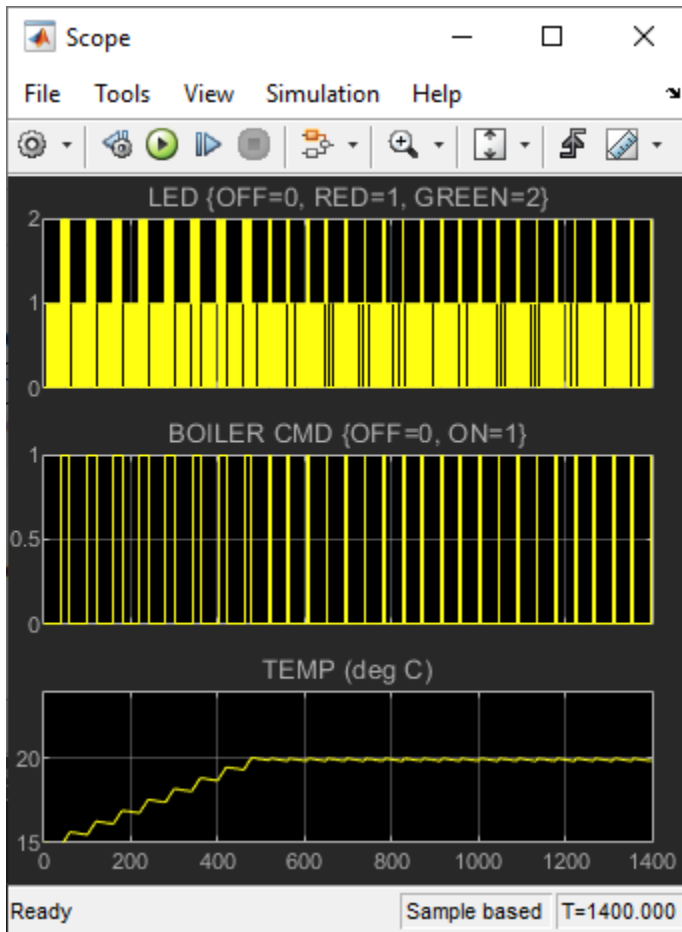 Scope
File Tools View Simulation Help
LED {OFF=0, RED=1, GREEN=2}
2
1
0
BOILER CMD {OFF=0, ON=1}
1
0.5
0
TEMP (deg C)
20
15
0 200 400 600 800 1000 1200 1400
Ready Sample based T=1400.000